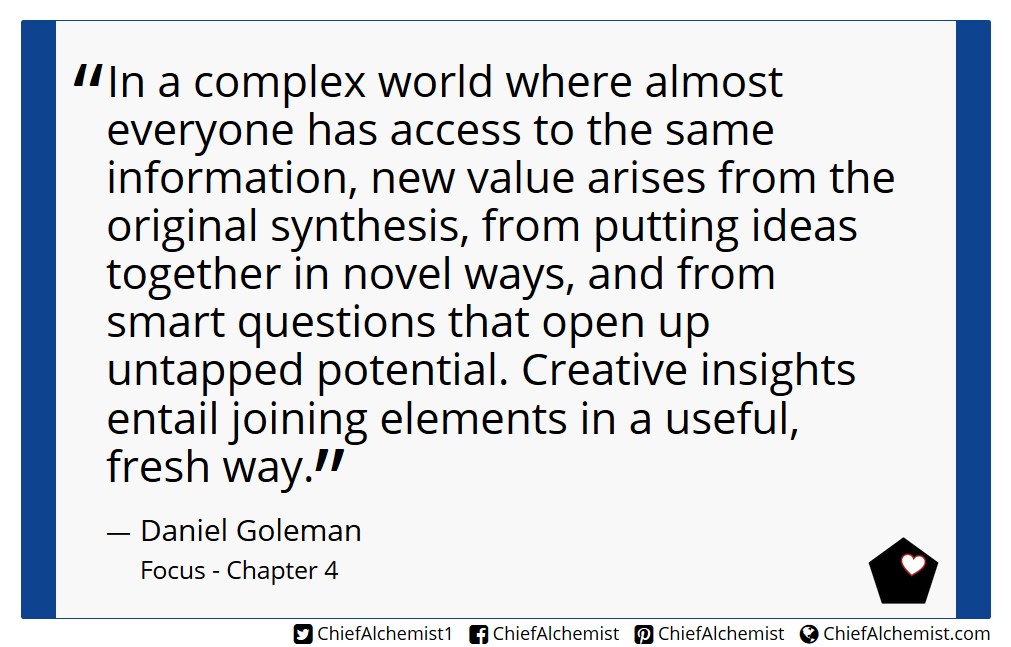 “In a complex world where almost
everyone has access to the same
information, new value arises from the
original synthesis, from putting ideas
together in novel ways, and from
smart questions that open up
untapped potential. Creative insights
entail joining elements in a useful,
fresh way.”
— Daniel Goleman
Focus - Chapter 4
ChiefAlchemist1 ChiefAlchemist ChiefAlchemist ChiefAlchemist.com